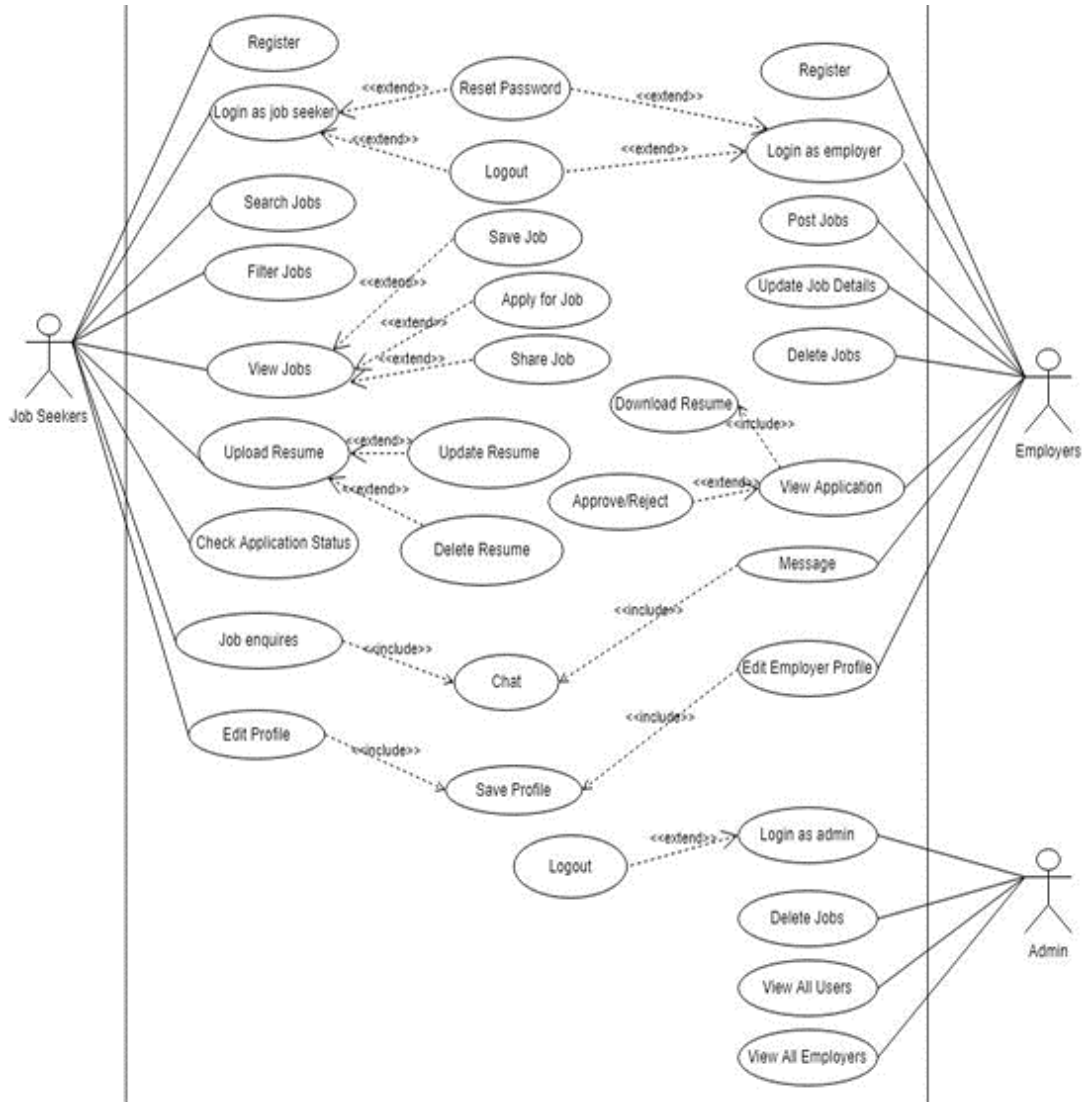 Register
Register
<<extend>>
Reset Password
<<extend>>
Login as job seeker
<<extend>>
Logout
<<extend>>
Login as employer
Search Jobs
Save Job
Post Jobs
Filter Jobs
<<extend>>
Apply for Job
Update Job Details
<<extend>>
View Jobs
<<extend>>
Share Job
Delete Jobs
Job Seekers
Download Resume
<<include>>
Employers
Upload Resume
<<extend>>
Update Resume
<<extend>>
Approve/Reject
<<extend>>
View Application
Check Application Status
Delete Resume
Message
<<include>>
Job enquires
<<include>>
Chat
Edit Employer Profile
<<include>>
Edit Profile
<<include>>
Save Profile
Login as admin
<<extend>>
Logout
Delete Jobs
Admin
View All Users
View All Employers